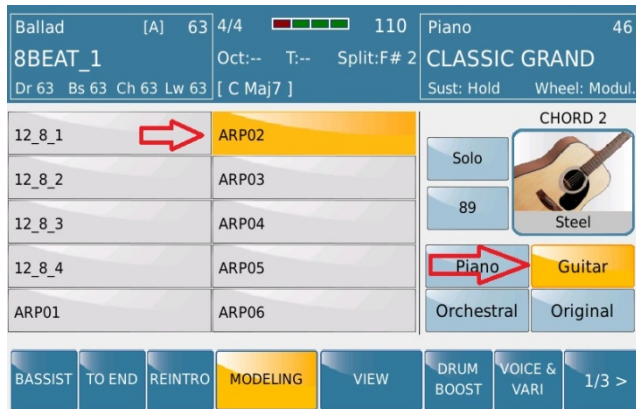 Ballad [A] 63
8BEAT_1
Dr 63 Bs 63 Ch 63 Lw 63
4/4 110
Oct:-- T:-- Split:F# 2
[ C Maj7 ]
Piano 46
CLASSIC GRAND
Sust: Hold Wheel: Modul.
12_8_1
12_8_2
12_8_3
12_8_4
ARP01
ARP02
ARP03
ARP04
ARP05
ARP06
CHORD 2
Solo
89
Steel
Piano Guitar
Orchestral Original
BASSIST TO END REINTRO MODELING VIEW DRUM BOOST VOICE & VARI 1/3 >